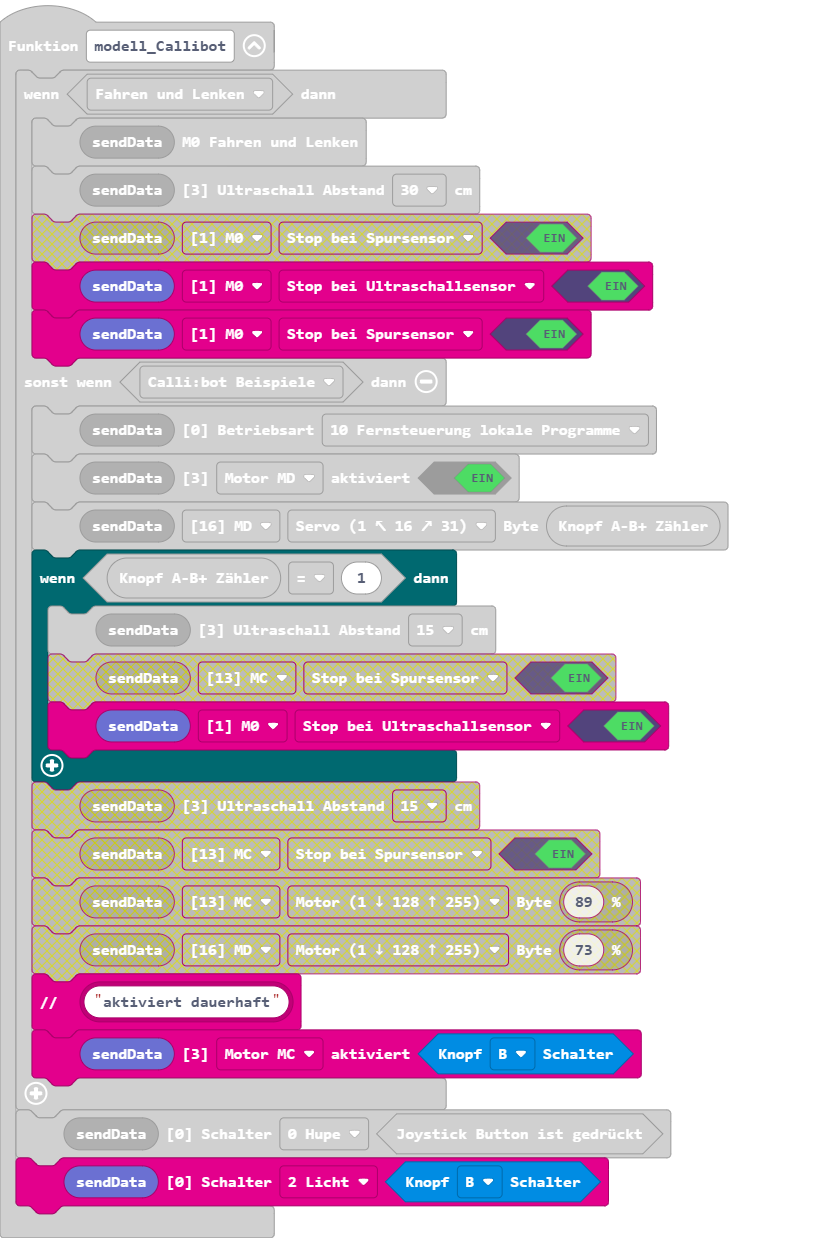 Funktion modell_Callibot
wenn Fahren und Lenken dann
sendData M0 Fahren und Lenken
sendData [3] Ultraschall Abstand 30 cm
sendData [1] M0 Stop bei Spursensor EIN
sendData [1] M0 Stop bei Ultraschallsensor EIN
sendData [1] M0 Stop bei Spursensor EIN
sonst wenn Calli:bot Beispiele dann
sendData [0] Betriebsart 10 Fernsteuerung lokale Programme
sendData [3] Motor MD aktiviert EIN
sendData [16] MD Servo (1 ↖ 16 ↗ 31) Byte Knopf A-B+ Zähler
wenn Knopf A-B+ Zähler = 1 dann
sendData [3] Ultraschall Abstand 15 cm
sendData [13] MC Stop bei Spursensor EIN
sendData [1] M0 Stop bei Ultraschallsensor EIN
sendData [3] Ultraschall Abstand 15 cm
sendData [13] MC Stop bei Spursensor EIN
sendData [13] MC Motor (1 ↓ 128 ↑ 255) Byte 89 %
sendData [16] MD Motor (1 ↓ 128 ↑ 255) Byte 73 %
// "aktiviert dauerhaft"
sendData [3] Motor MC aktiviert Knopf B Schalter
sendData [0] Schalter 0 Hupe Joystick Button ist gedrückt
sendData [0] Schalter 2 Licht Knopf B Schalter